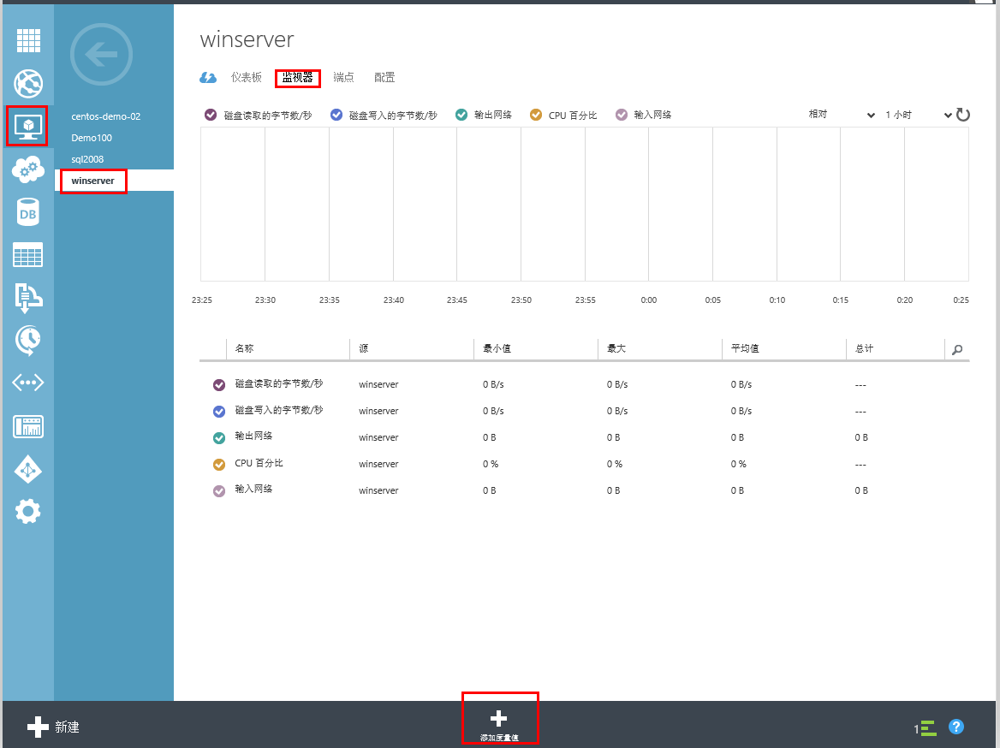 winserver
仪表板 监视器 端点 配置
centos-demo-02
Demo100
sql2008
winserver
DB
磁盘读取的字节数/秒 磁盘写入的字节数/秒 输出网络 CPU 百分比 输入网络 相对 1 小时
23:25 23:30 23:35 23:40 23:45 23:50 23:55 0:00 0:05 0:10 0:15 0:20 0:25
名称 源 最小值 最大 平均值 总计
磁盘读取的字节数/秒 winserver 0 B/s 0 B/s 0 B/s ---
磁盘写入的字节数/秒 winserver 0 B/s 0 B/s 0 B/s ---
输出网络 winserver 0 B 0 B 0 B 0 B
CPU 百分比 winserver 0 % 0 % 0 % ---
输入网络 winserver 0 B 0 B 0 B 0 B
新建 添加度量值 1 ?